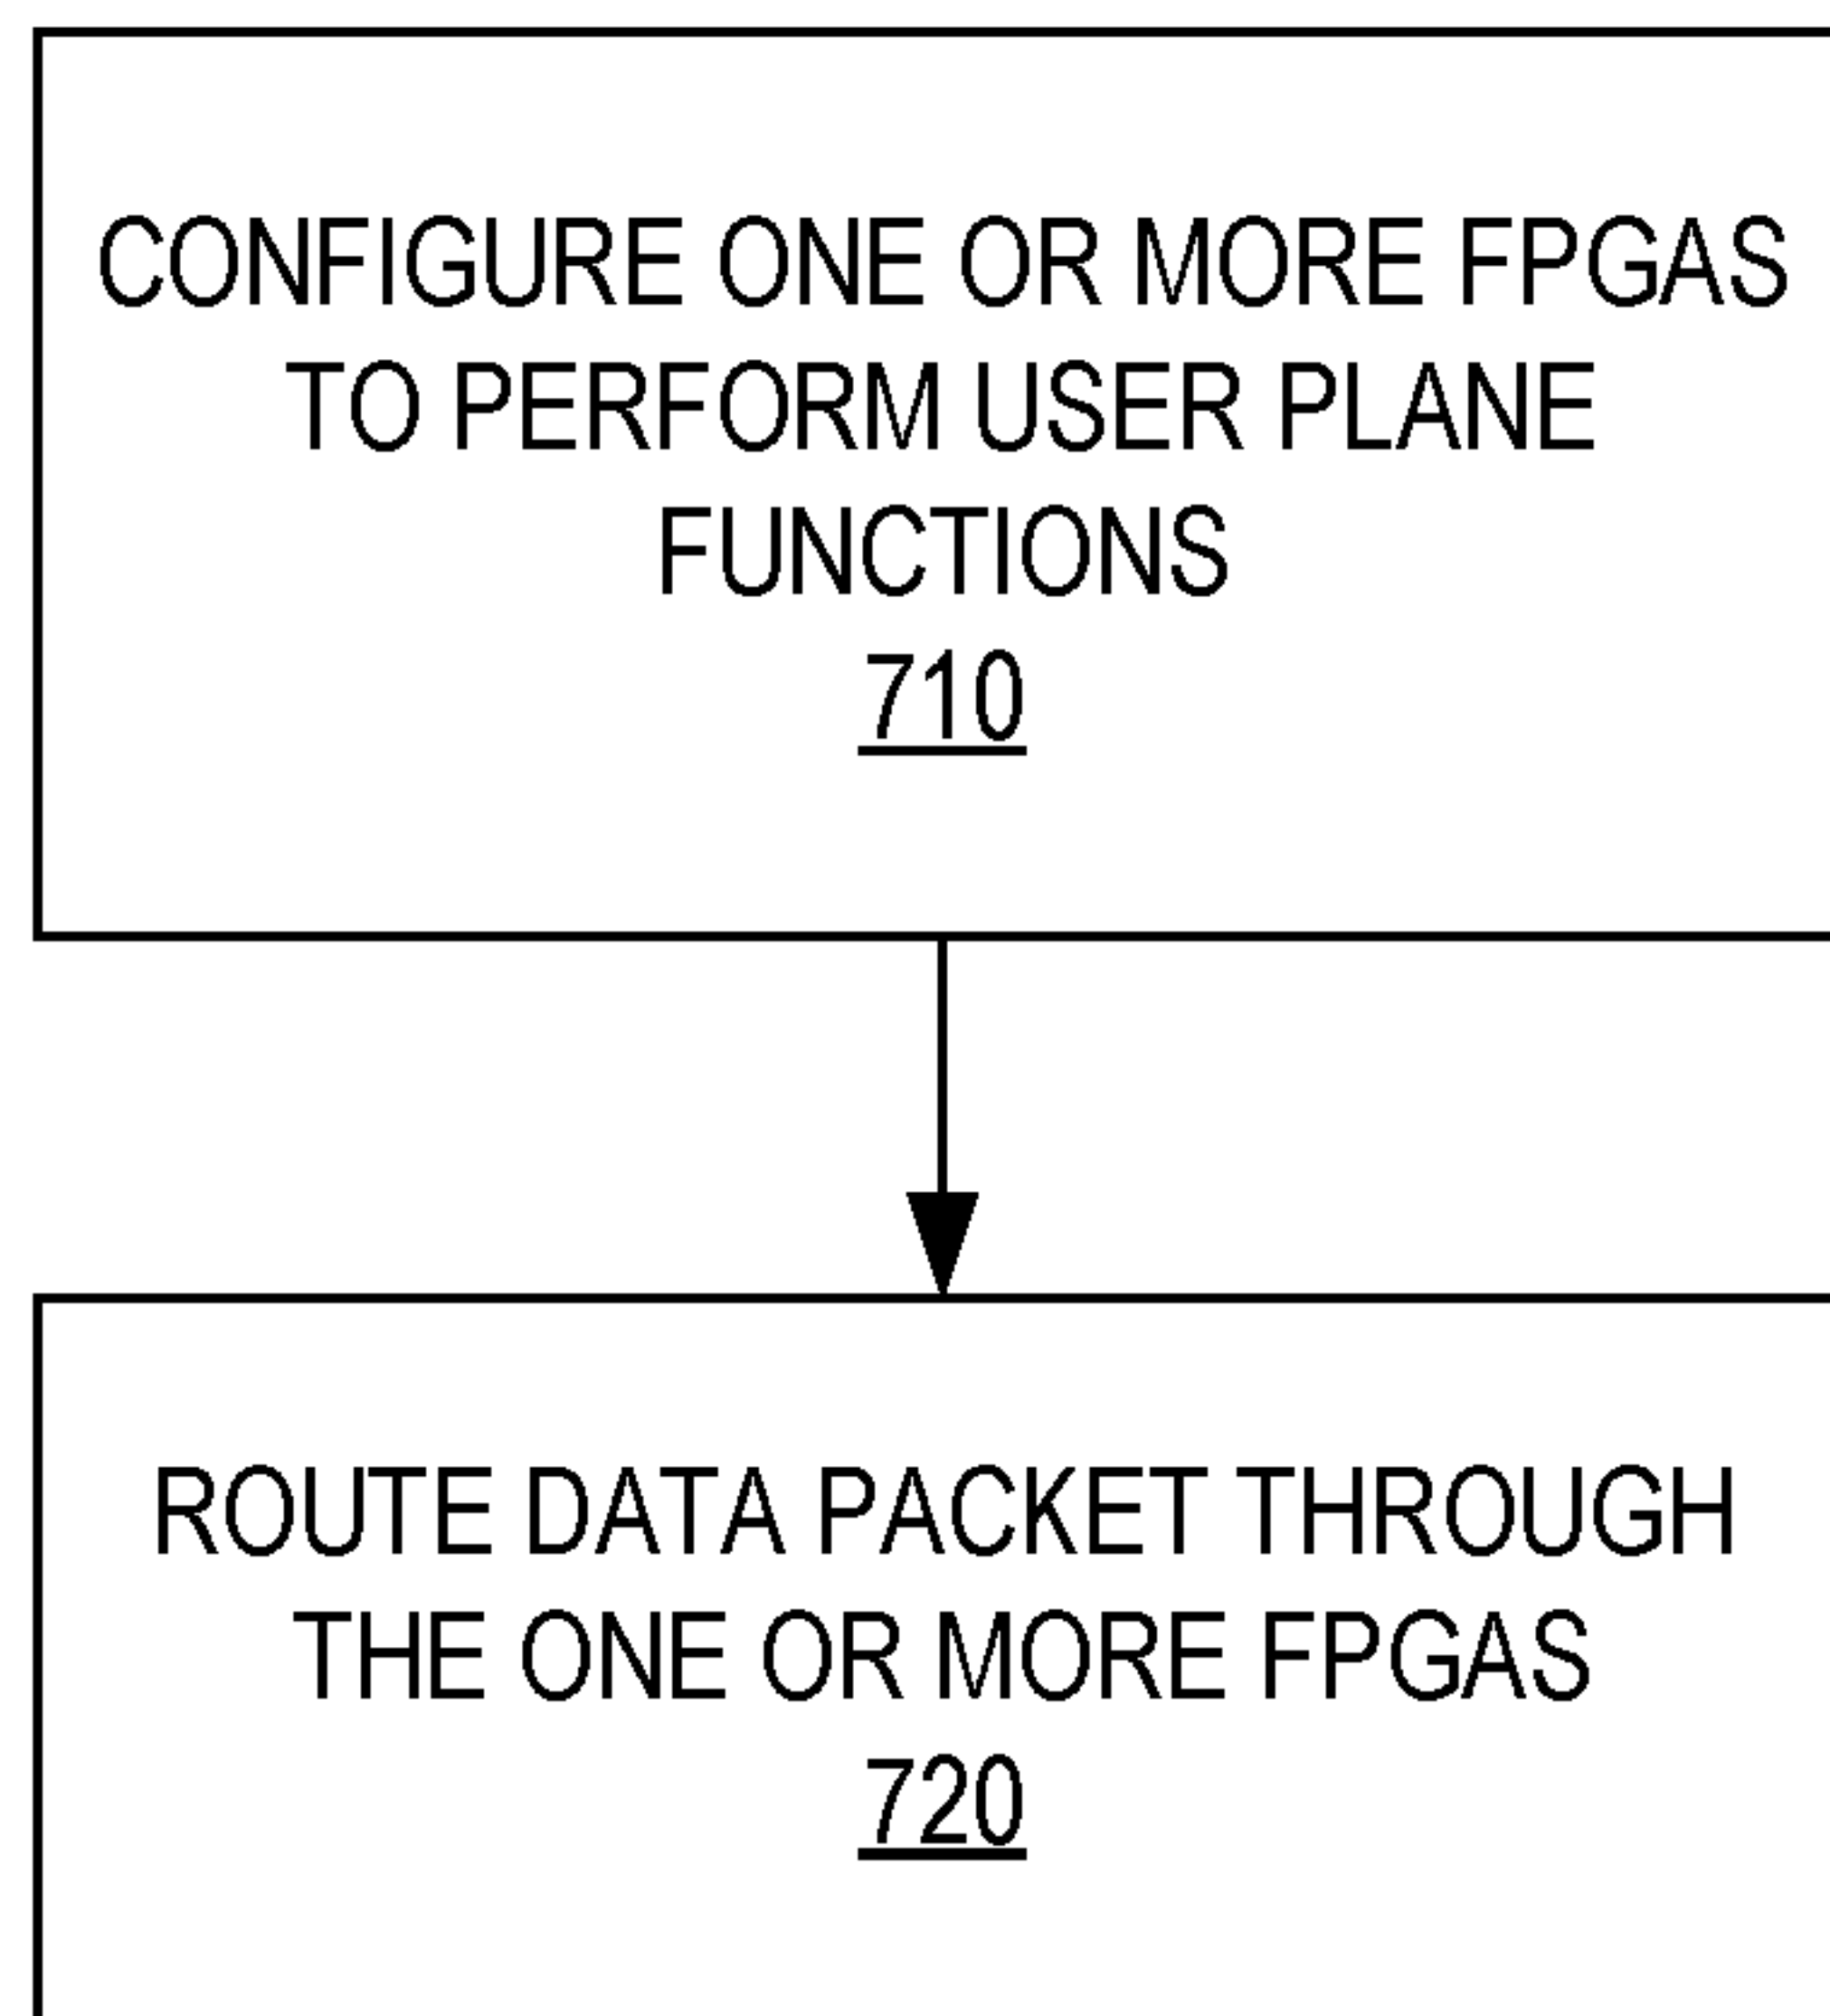 CONFIGURE ONE OR MORE FPGAS
TO PERFORM USER PLANE
FUNCTIONS
710
ROUTE DATA PACKET THROUGH
THE ONE OR MORE FPGAS
720